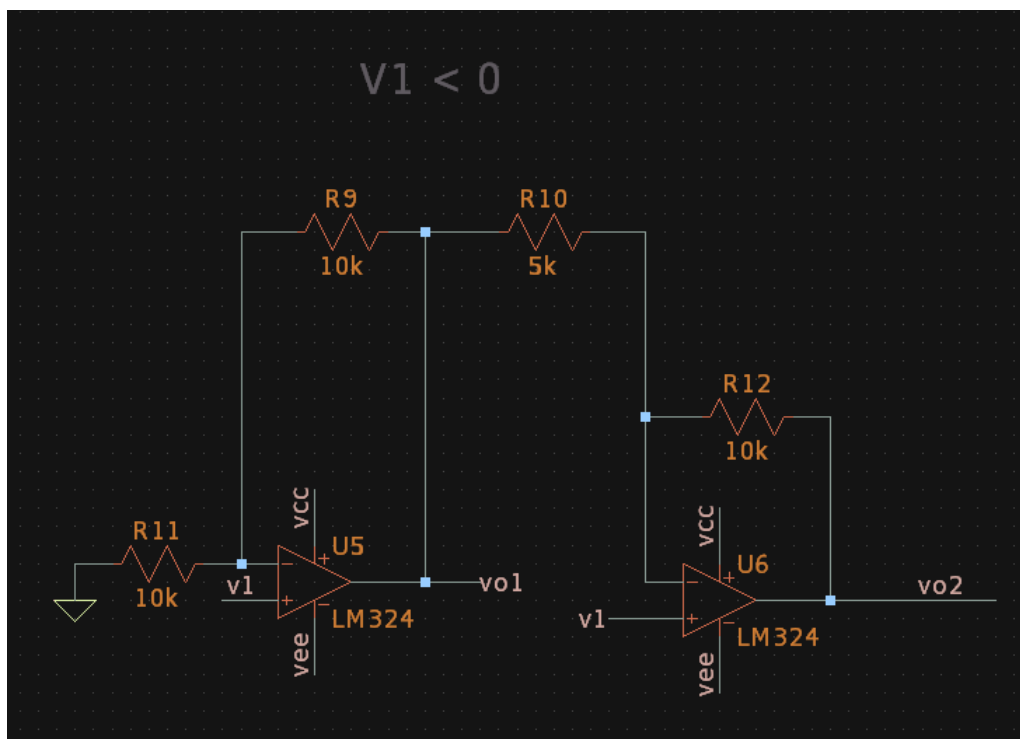 V1 < 0
R9
10k
R10
5k
R12
10k
R11
10k
v1
vcc
U5
LM324
vee
vo1
v1
vcc
U6
LM324
vee
vo2